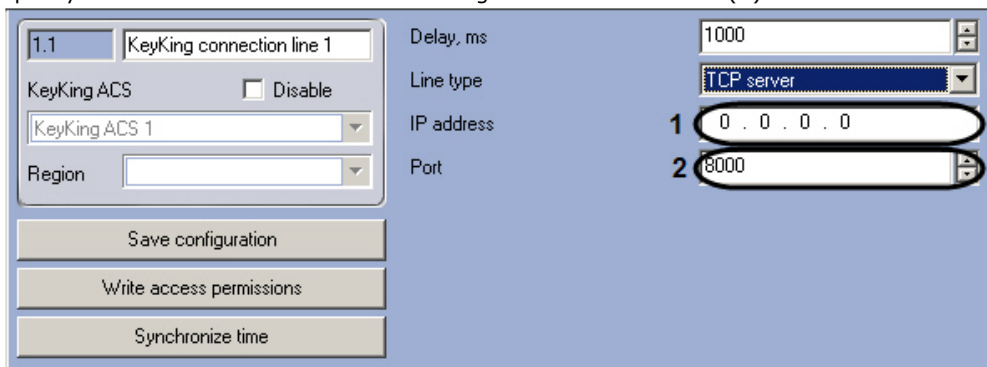 1.1 KeyKing connection line 1
KeyKing ACS Disable
KeyKing ACS 1
Region
Save configuration
Write access permissions
Synchronize time
Delay, ms 1000
Line type TCP server
IP address 1 0 . 0 . 0 . 0
Port 2 8000